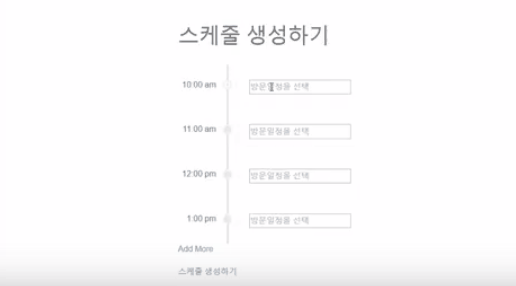 스케줄 생성하기
10:00 am 방문일정을 선택
11:00 am 방문일정을 선택
12:00 pm 방문일정을 선택
1:00 pm 방문일정을 선택
Add More
스케줄 생성하기